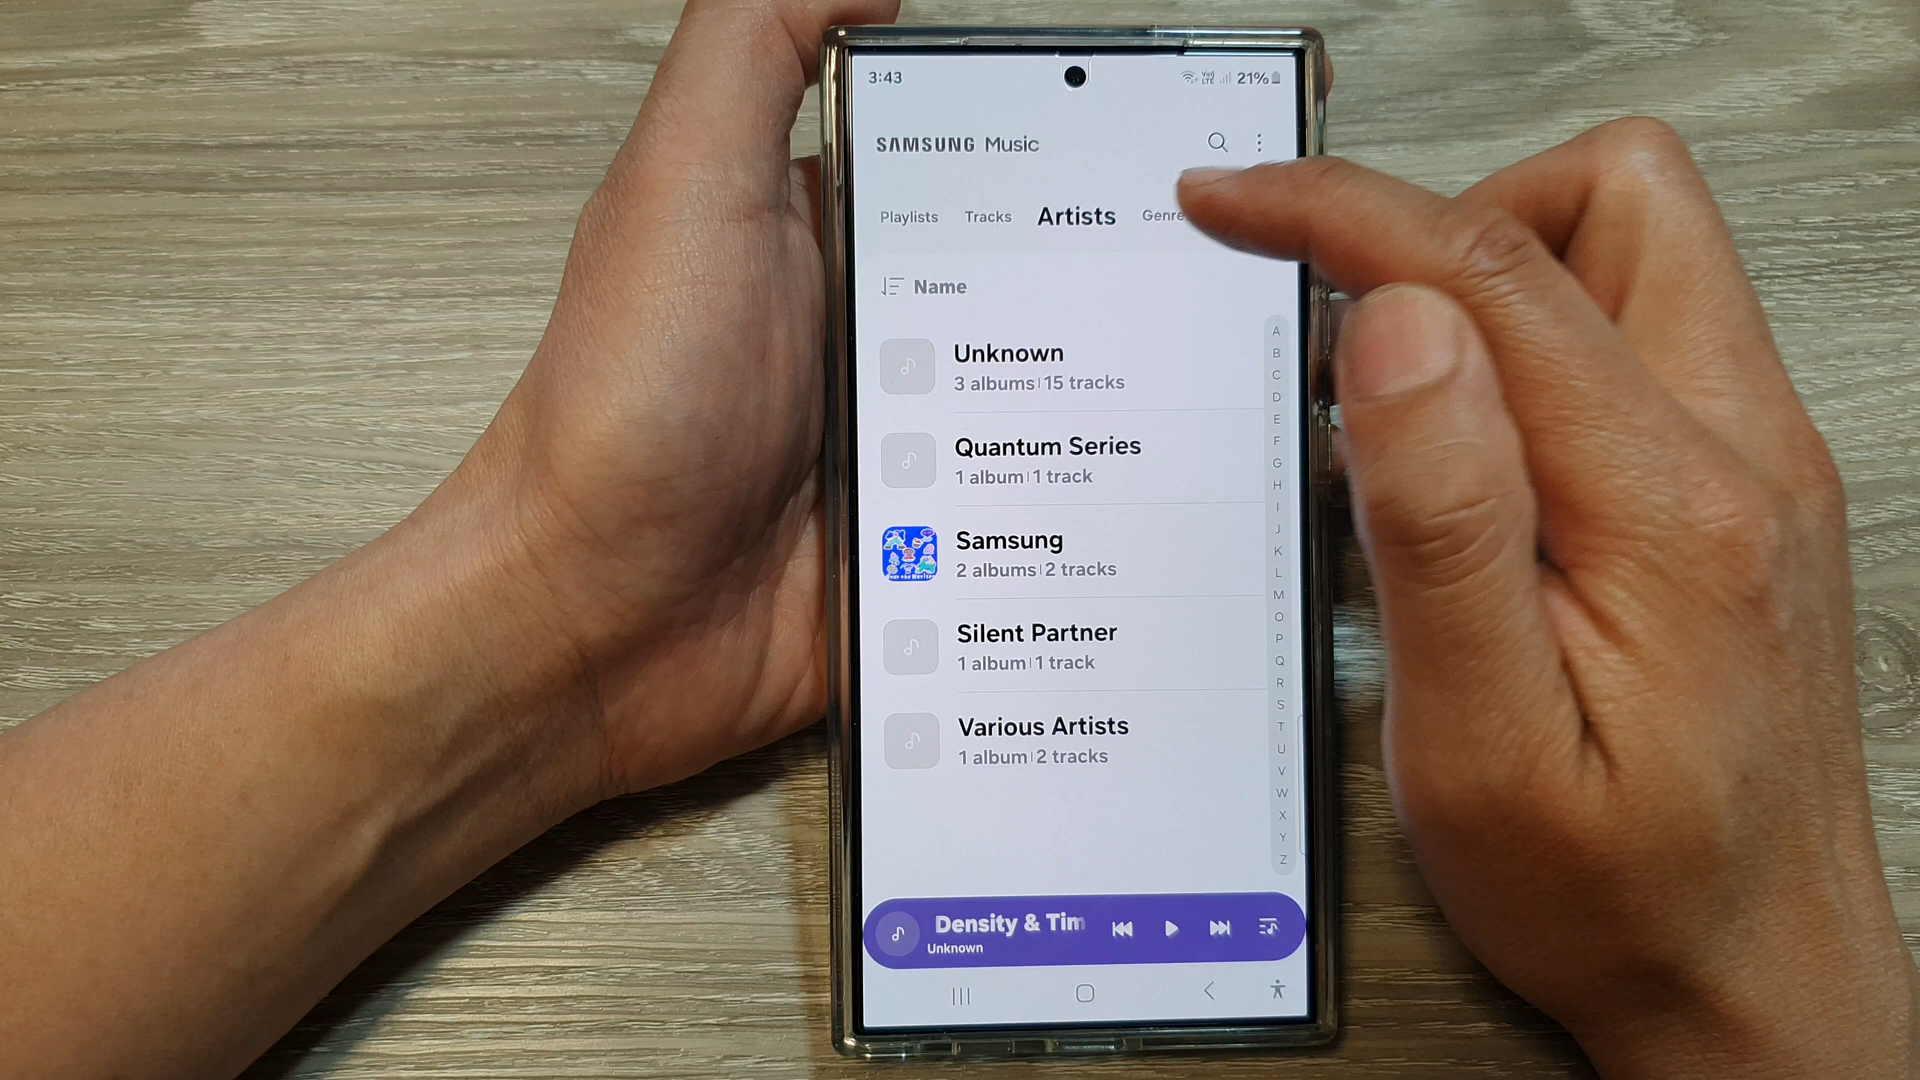 3:43 21%
SAMSUNG Music
Playlists Tracks Artists Genre
Name
Unknown
3 albums | 15 tracks
Quantum Series
1 album | 1 track
Samsung
2 albums | 2 tracks
Silent Partner
1 album | 1 track
Various Artists
1 album | 2 tracks
A
B
C
D
E
F
G
H
I
J
K
L
M
O
P
Q
R
S
T
U
V
W
X
Y
Z
Density & Tim
Unknown